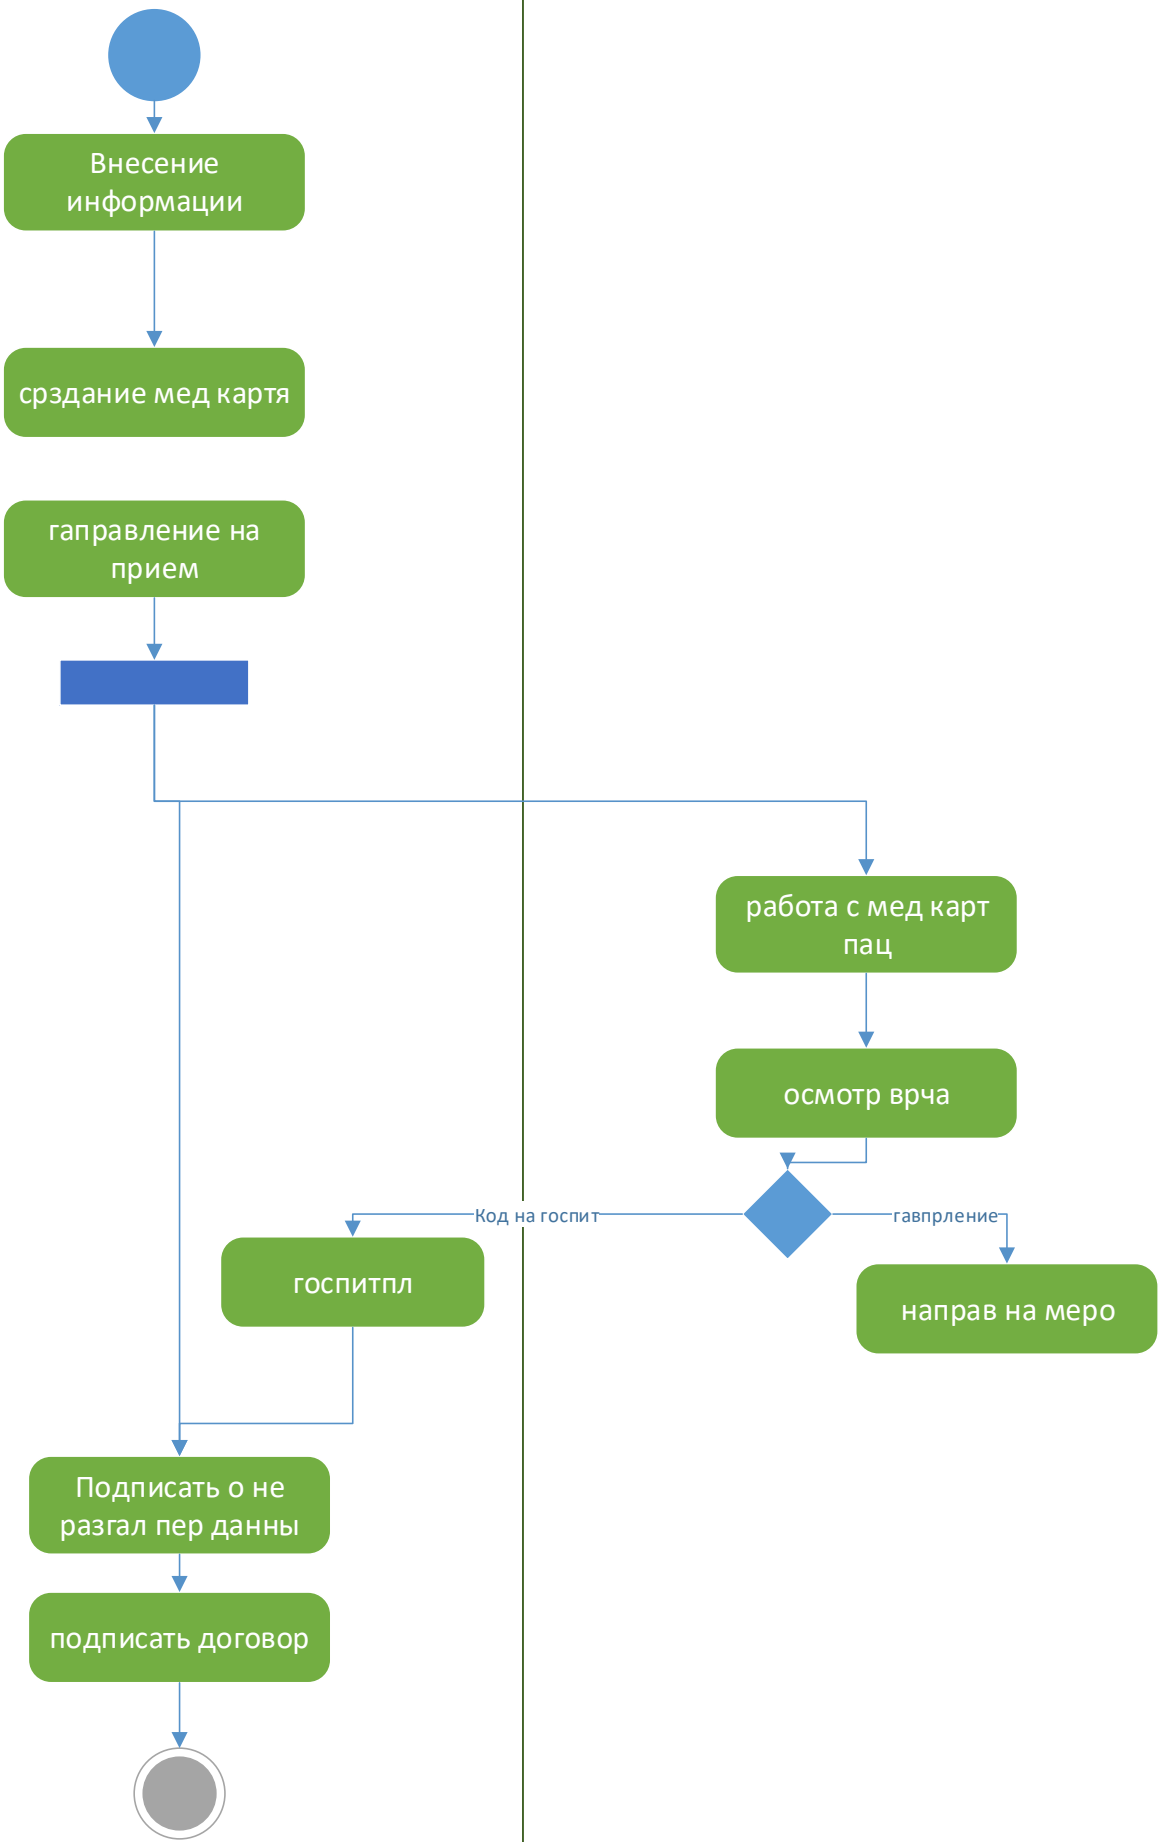 Внесение
информации
срздание мед картя
гаправление на
прием
работа с мед карт
пац
осмотр врча
Код на госпит
гавпрление
госпитпл
направ на меро
Подписать о не
разгал пер данны
подписать договор